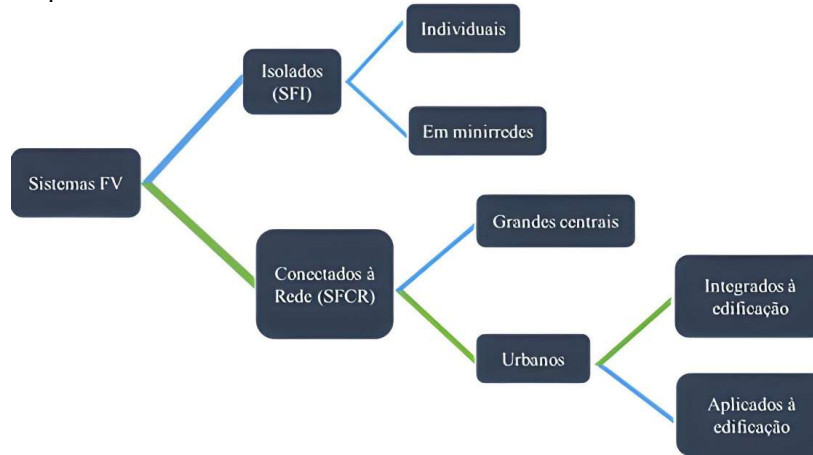 Individuais
Isolados
(SFI)
Em minirredes
Sistemas FV
Grandes centrais
Conectados à
Rede (SFCR)
Integrados à
edificação
Urbanos
Aplicados à
edificação